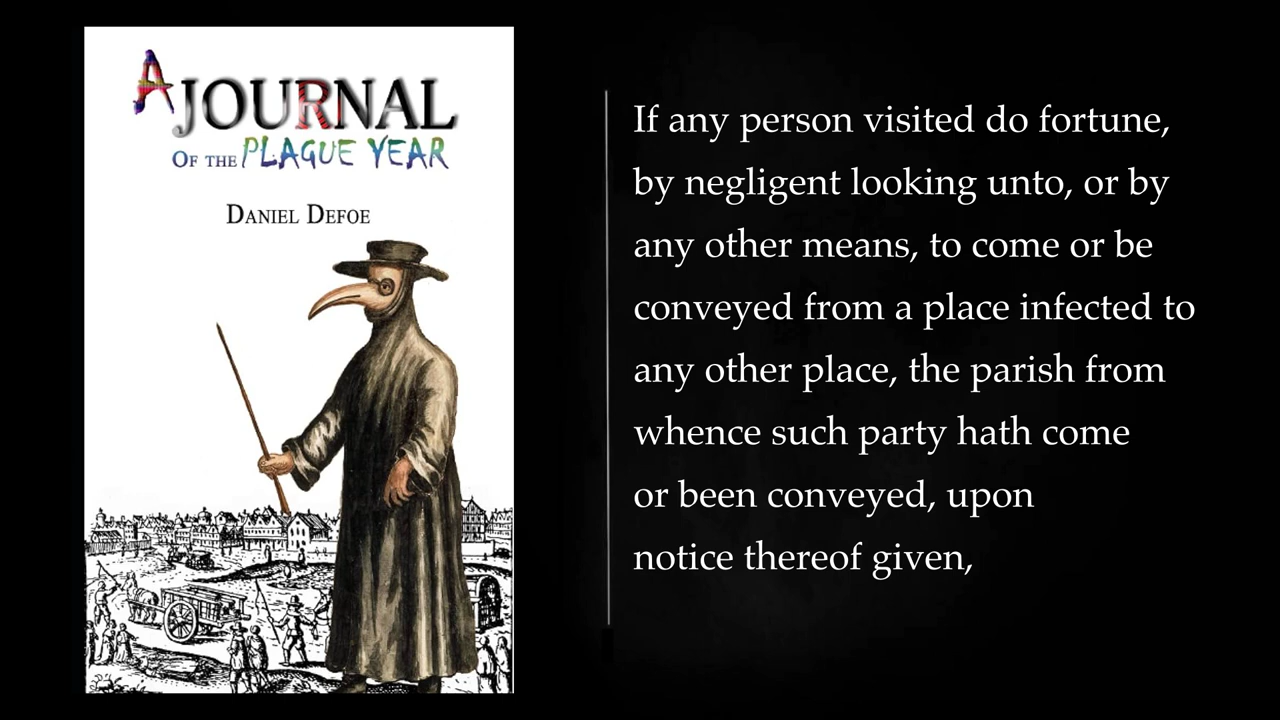 A JOURNAL
OF THE PLAGUE YEAR
DANIEL DEFOE
If any person visited do fortune,
by negligent looking unto, or by
any other means, to come or be
conveyed from a place infected to
any other place, the parish from
whence such party hath come
or been conveyed, upon
notice thereof given,